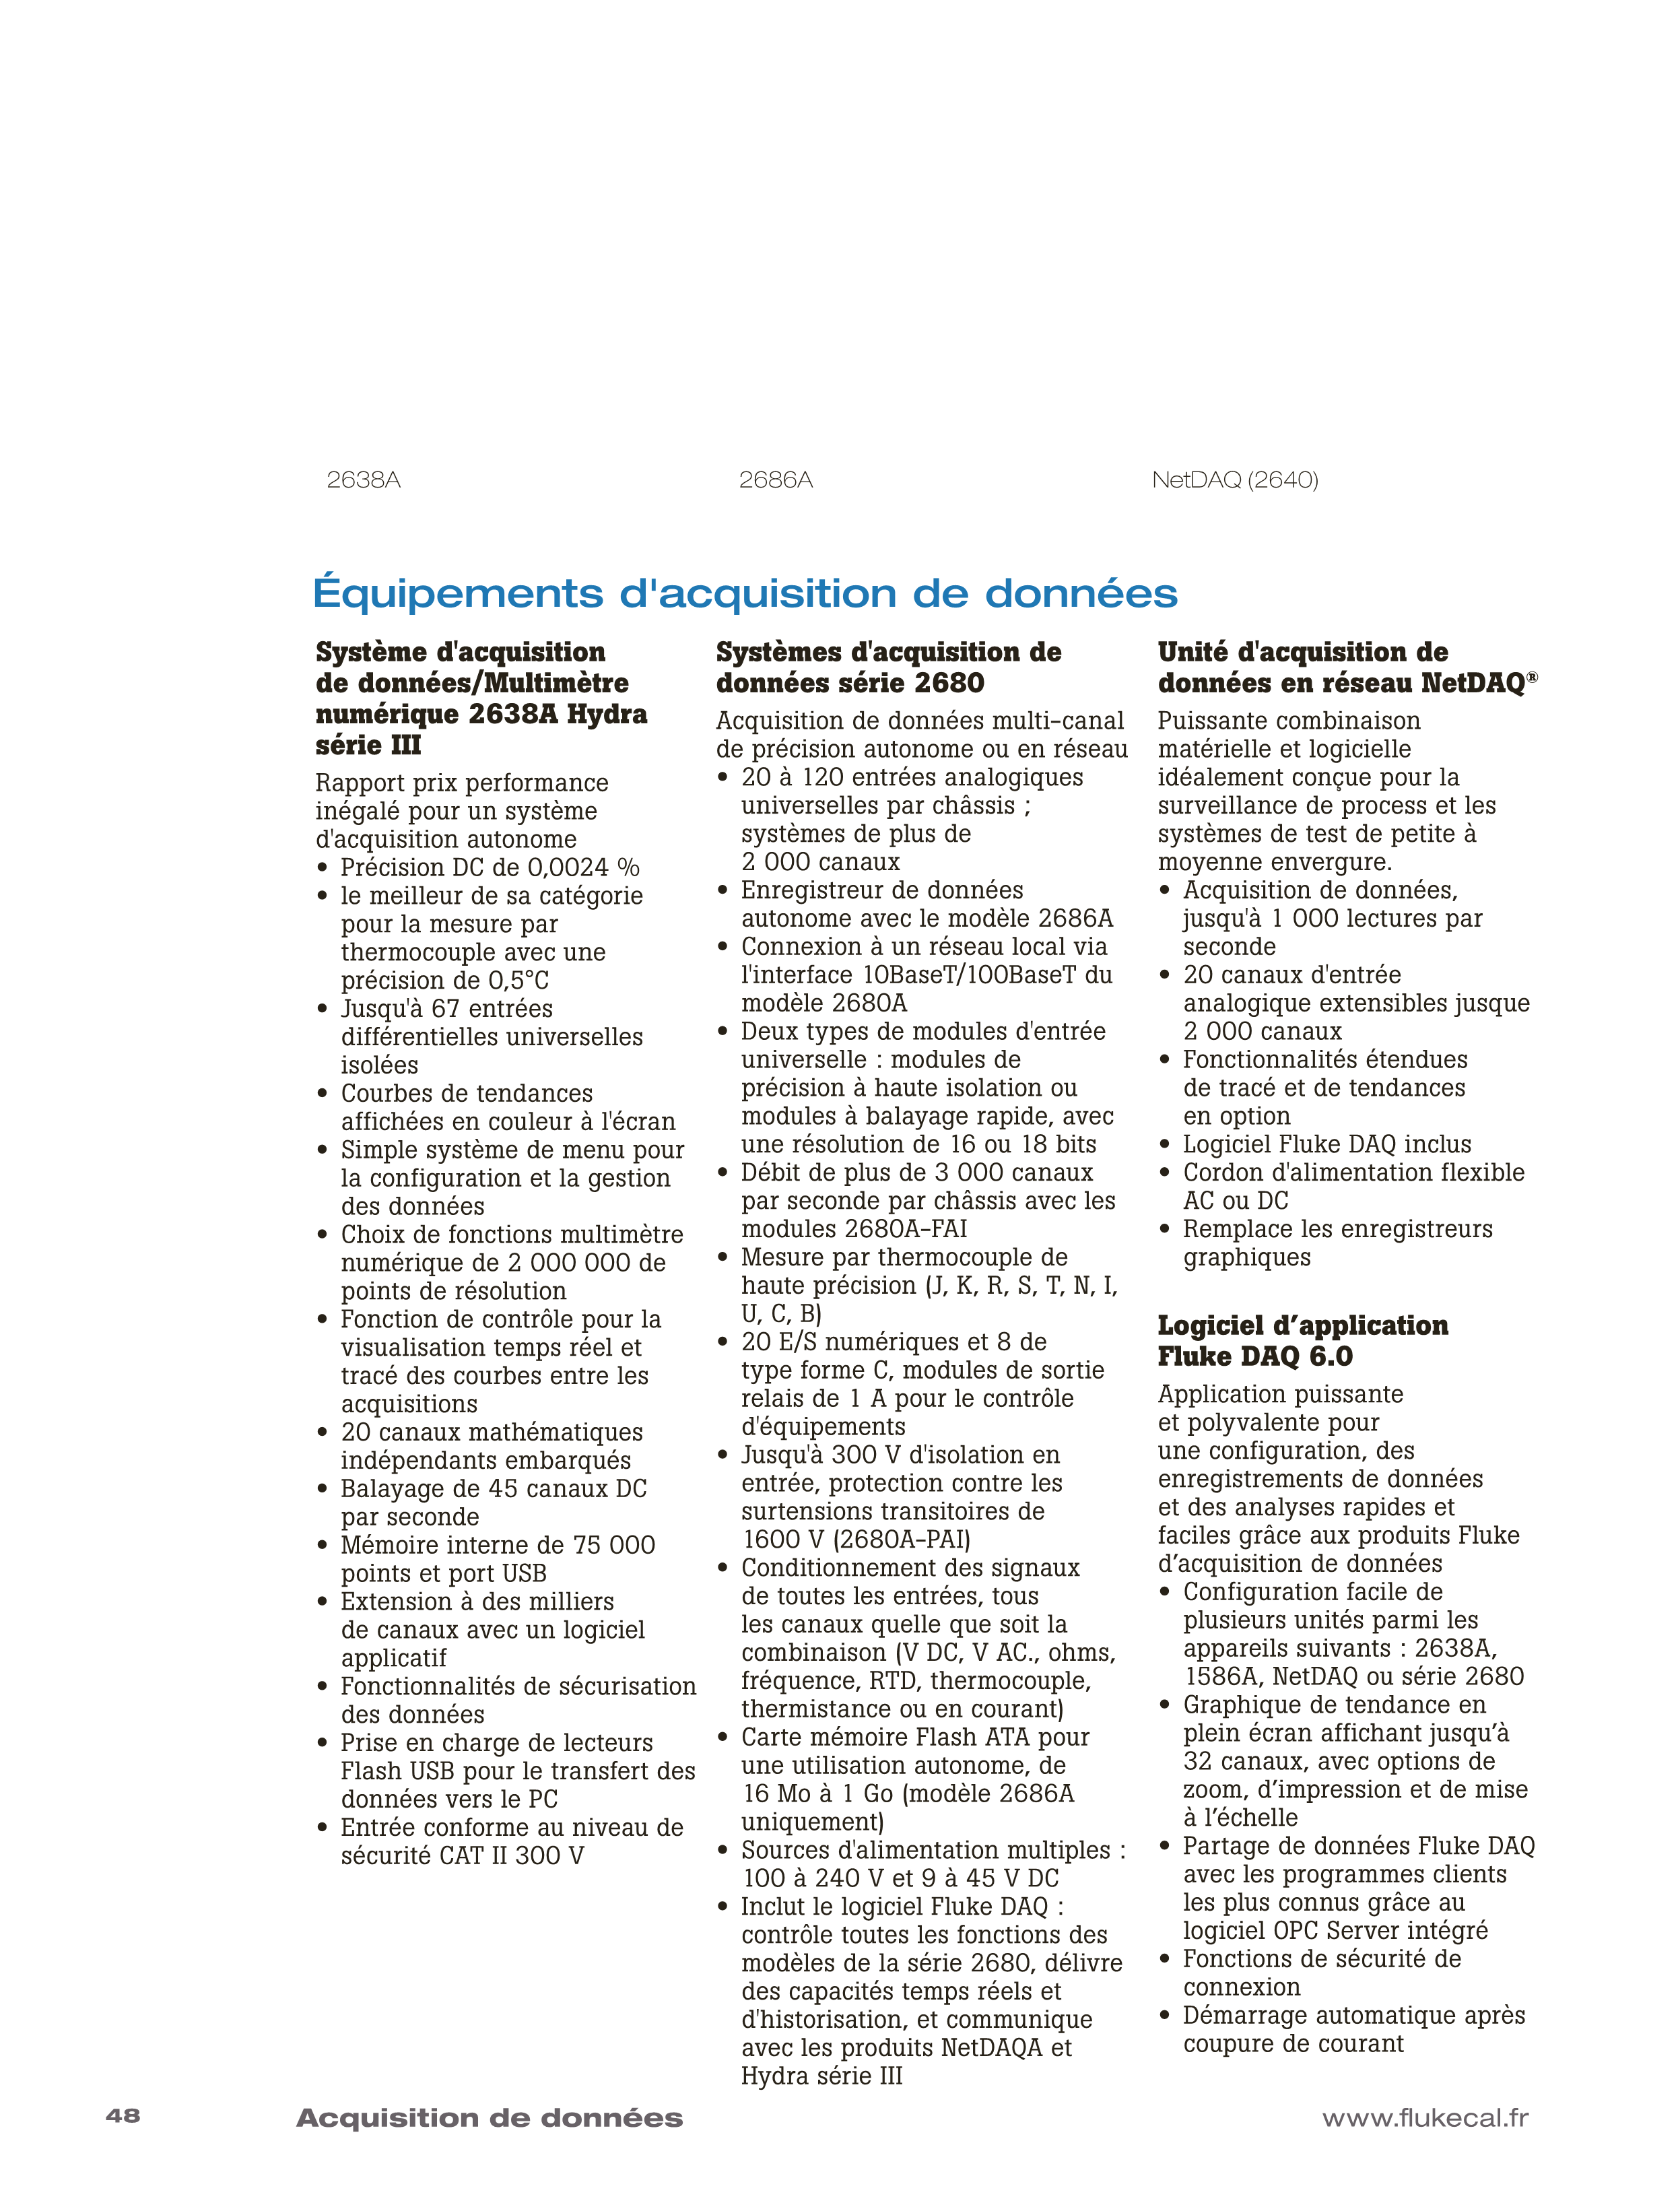 2638A
2686A
NetDAQ (2640)
Équipements d'acquisition de données
Système d'acquisition
de données/Multimètre
numérique 2638A Hydra
série III
Rapport prix performance
inégalé pour un système
d'acquisition autonome
• Précision DC de 0,0024 %
• le meilleur de sa catégorie
pour la mesure par
thermocouple avec une
précision de 0,5°C
• Jusqu'à 67 entrées
différentielles universelles
isolées
• Courbes de tendances
affichées en couleur à l'écran
• Simple système de menu pour
la configuration et la gestion
des données
• Choix de fonctions multimètre
numérique de 2 000 000 de
points de résolution
• Fonction de contrôle pour la
visualisation temps réel et
tracé des courbes entre les
acquisitions
• 20 canaux mathématiques
indépendants embarqués
• Balayage de 45 canaux DC
par seconde
• Mémoire interne de 75 000
points et port USB
• Extension à des milliers
de canaux avec un logiciel
applicatif
• Fonctionnalités de sécurisation
des données
• Prise en charge de lecteurs
Flash USB pour le transfert des
données vers le PC
• Entrée conforme au niveau de
sécurité CAT II 300 V
Systèmes d'acquisition de
données série 2680
Acquisition de données multi-canal
de précision autonome ou en réseau
• 20 à 120 entrées analogiques
universelles par châssis ;
systèmes de plus de
2 000 canaux
• Enregistreur de données
autonome avec le modèle 2686A
• Connexion à un réseau local via
l'interface 10BaseT/100BaseT du
modèle 2680A
• Deux types de modules d'entrée
universelle : modules de
précision à haute isolation ou
modules à balayage rapide, avec
une résolution de 16 ou 18 bits
• Débit de plus de 3 000 canaux
par seconde par châssis avec les
modules 2680A-FAI
• Mesure par thermocouple de
haute précision (J, K, R, S, T, N, I,
U, C, B)
• 20 E/S numériques et 8 de
type forme C, modules de sortie
relais de 1 A pour le contrôle
d'équipements
• Jusqu'à 300 V d'isolation en
entrée, protection contre les
surtensions transitoires de
1600 V (2680A-PAI)
• Conditionnement des signaux
de toutes les entrées, tous
les canaux quelle que soit la
combinaison (V DC, V AC., ohms,
fréquence, RTD, thermocouple,
thermistance ou en courant)
• Carte mémoire Flash ATA pour
une utilisation autonome, de
16 Mo à 1 Go (modèle 2686A
uniquement)
• Sources d'alimentation multiples :
100 à 240 V et 9 à 45 V DC
• Inclut le logiciel Fluke DAQ :
contrôle toutes les fonctions des
modèles de la série 2680, délivre
des capacités temps réels et
d'historisation, et communique
avec les produits NetDAQA et
Hydra série III
Unité d'acquisition de
données en réseau NetDAQ®
Puissante combinaison
matérielle et logicielle
idéalement conçue pour la
surveillance de process et les
systèmes de test de petite à
moyenne envergure.
• Acquisition de données,
jusqu'à 1 000 lectures par
seconde
• 20 canaux d'entrée
analogique extensibles jusque
2 000 canaux
• Fonctionnalités étendues
de tracé et de tendances
en option
• Logiciel Fluke DAQ inclus
• Cordon d'alimentation flexible
AC ou DC
• Remplace les enregistreurs
graphiques
Logiciel d’application
Fluke DAQ 6.0
Application puissante
et polyvalente pour
une configuration, des
enregistrements de données
et des analyses rapides et
faciles grâce aux produits Fluke
d’acquisition de données
• Configuration facile de
plusieurs unités parmi les
appareils suivants : 2638A,
1586A, NetDAQ ou série 2680
• Graphique de tendance en
plein écran affichant jusqu’à
32 canaux, avec options de
zoom, d’impression et de mise
à l’échelle
• Partage de données Fluke DAQ
avec les programmes clients
les plus connus grâce au
logiciel OPC Server intégré
• Fonctions de sécurité de
connexion
• Démarrage automatique après
coupure de courant
48
Acquisition de données
www.flukecal.fr